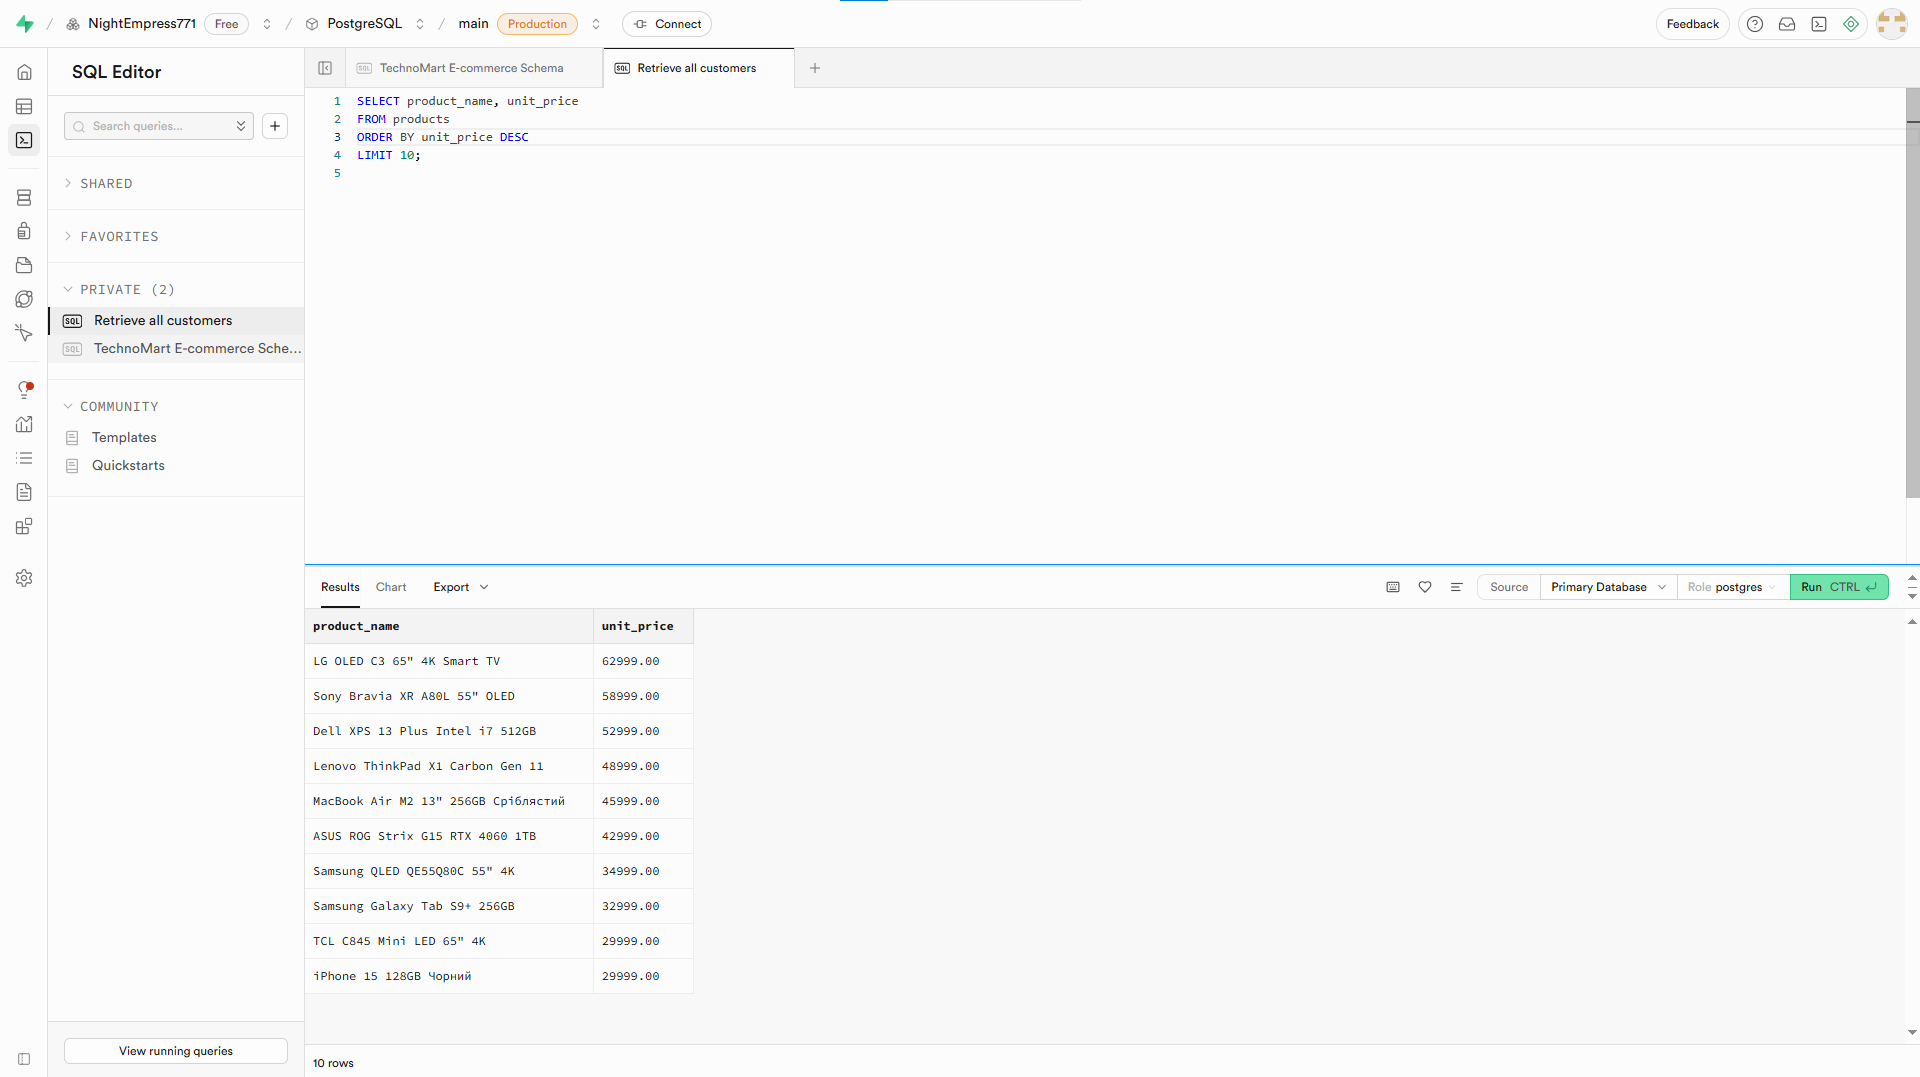 NightEmpress771 Free PostgreSQL main Production Connect Feedback
SQL Editor
TechnoMart E-commerce Schema
Retrieve all customers
Search queries...
SHARED
FAVORITES
PRIVATE (2)
SQL Retrieve all customers
SQL TechnoMart E-commerce Sche...
COMMUNITY
Templates
Quickstarts
View running queries
1 SELECT product_name, unit_price
2 FROM products
3 ORDER BY unit_price DESC
4 LIMIT 10;
5
Results Chart Export Source Primary Database Role postgres Run CTRL
product_name unit_price
LG OLED C3 65" 4K Smart TV 62999.00
Sony Bravia XR A80L 55" OLED 58999.00
Dell XPS 13 Plus Intel i7 512GB 52999.00
Lenovo ThinkPad X1 Carbon Gen 11 48999.00
MacBook Air M2 13" 256GB Сріблястий 45999.00
ASUS ROG Strix G15 RTX 4060 1TB 42999.00
Samsung QLED QE55Q80C 55" 4K 34999.00
Samsung Galaxy Tab S9+ 256GB 32999.00
TCL C845 Mini LED 65" 4K 29999.00
iPhone 15 128GB Чорний 29999.00
10 rows